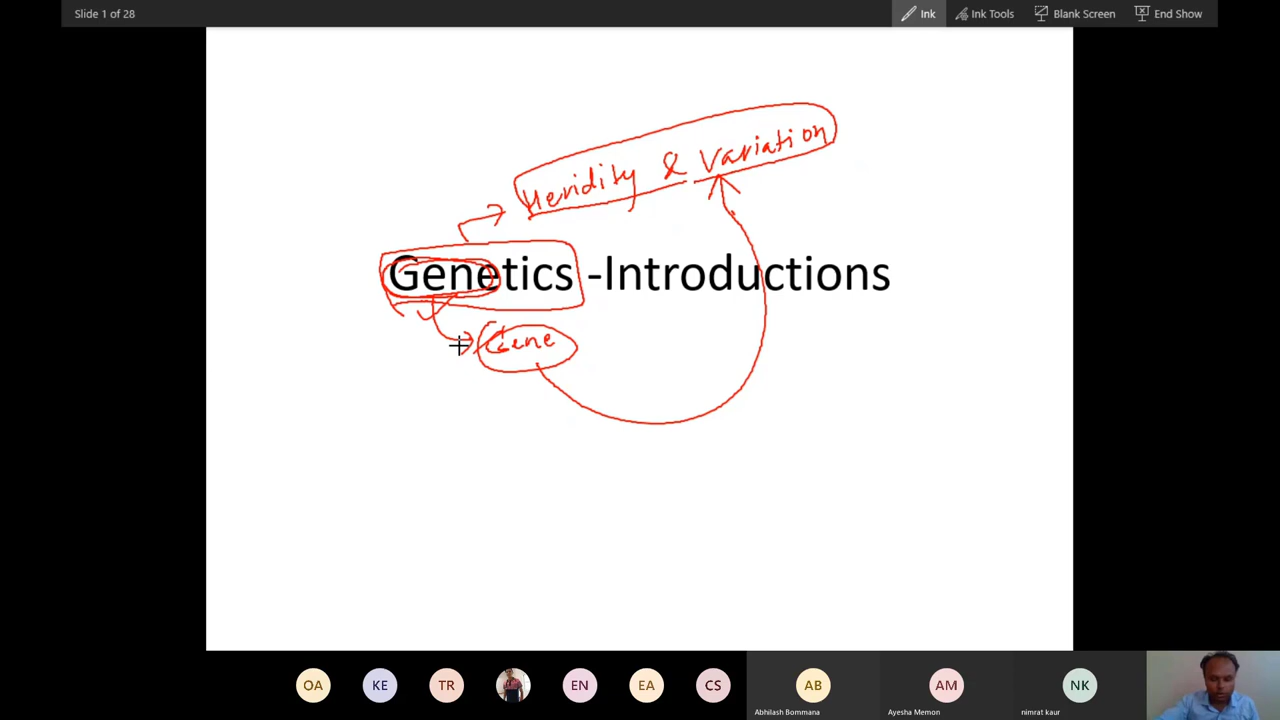 Slide 1 of 28
Ink
Ink Tools
Blank Screen
End Show
Heridity & Variation
Genetics -Introductions
Gene
OA
KE
TR
EN
EA
CS
AB
AM
NK
Abhilash Bommana
Ayesha Memon
nimrat kaur